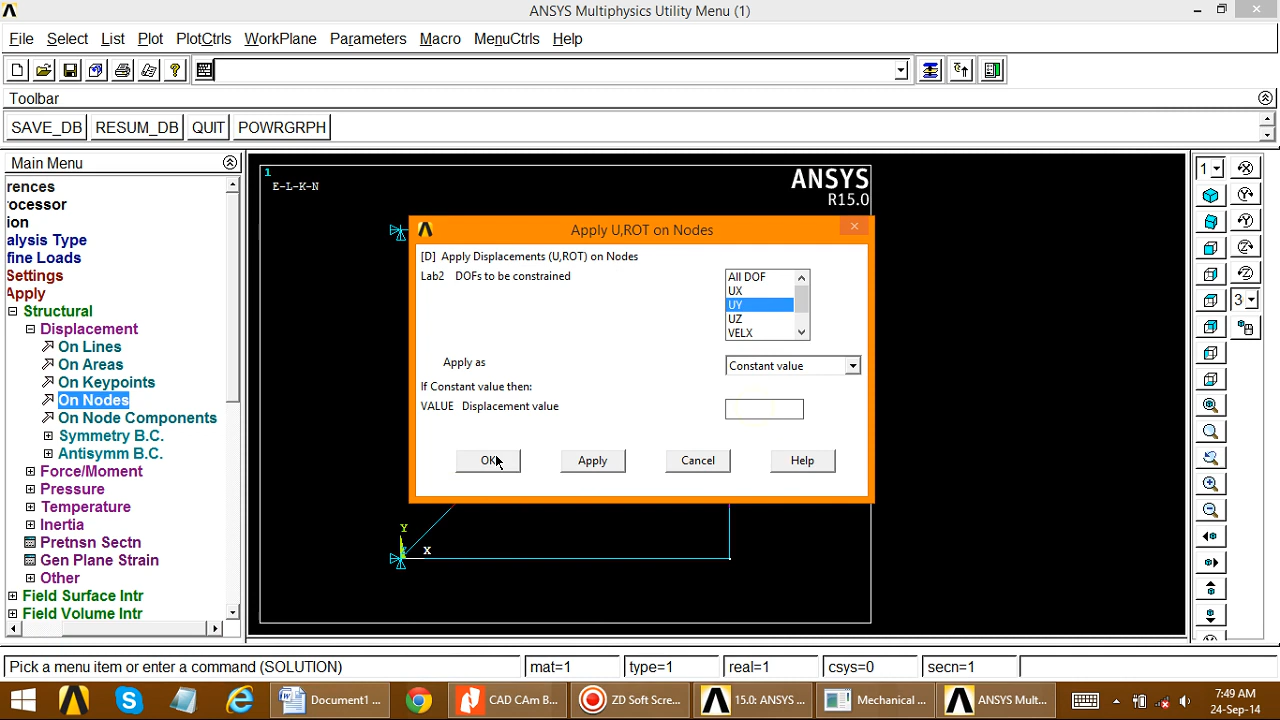 ANSYS Multiphysics Utility Menu (1)
File Select List Plot PlotCtrls WorkPlane Parameters Macro MenuCtrls Help
Toolbar
SAVE_DB RESUM_DB QUIT POWRGRPH
Main Menu
rences
rocessor
ion
alysis Type
fine Loads
Settings
Apply
Structural
Displacement
On Lines
On Areas
On Keypoints
On Nodes
On Node Components
Symmetry B.C.
Antisymm B.C.
Force/Moment
Pressure
Temperature
Inertia
Pretnsn Sectn
Gen Plane Strain
Other
Field Surface Intr
Field Volume Intr
1
E-L-K-N
ANSYS
R15.0
Apply U,ROT on Nodes
[D] Apply Displacements (U,ROT) on Nodes
Lab2 DOFs to be constrained
All DOF
UX
UY
UZ
VELX
Apply as
Constant value
If Constant value then:
VALUE Displacement value
OK Apply Cancel Help
Y
X
1
3
Pick a menu item or enter a command (SOLUTION) mat=1 type=1 real=1 csys=0 secn=1
Document1 ... CAD CAm B... ZD Soft Scre... 15.0: ANSYS ... Mechanical ... ANSYS Mult...
7:49 AM
24-Sep-14